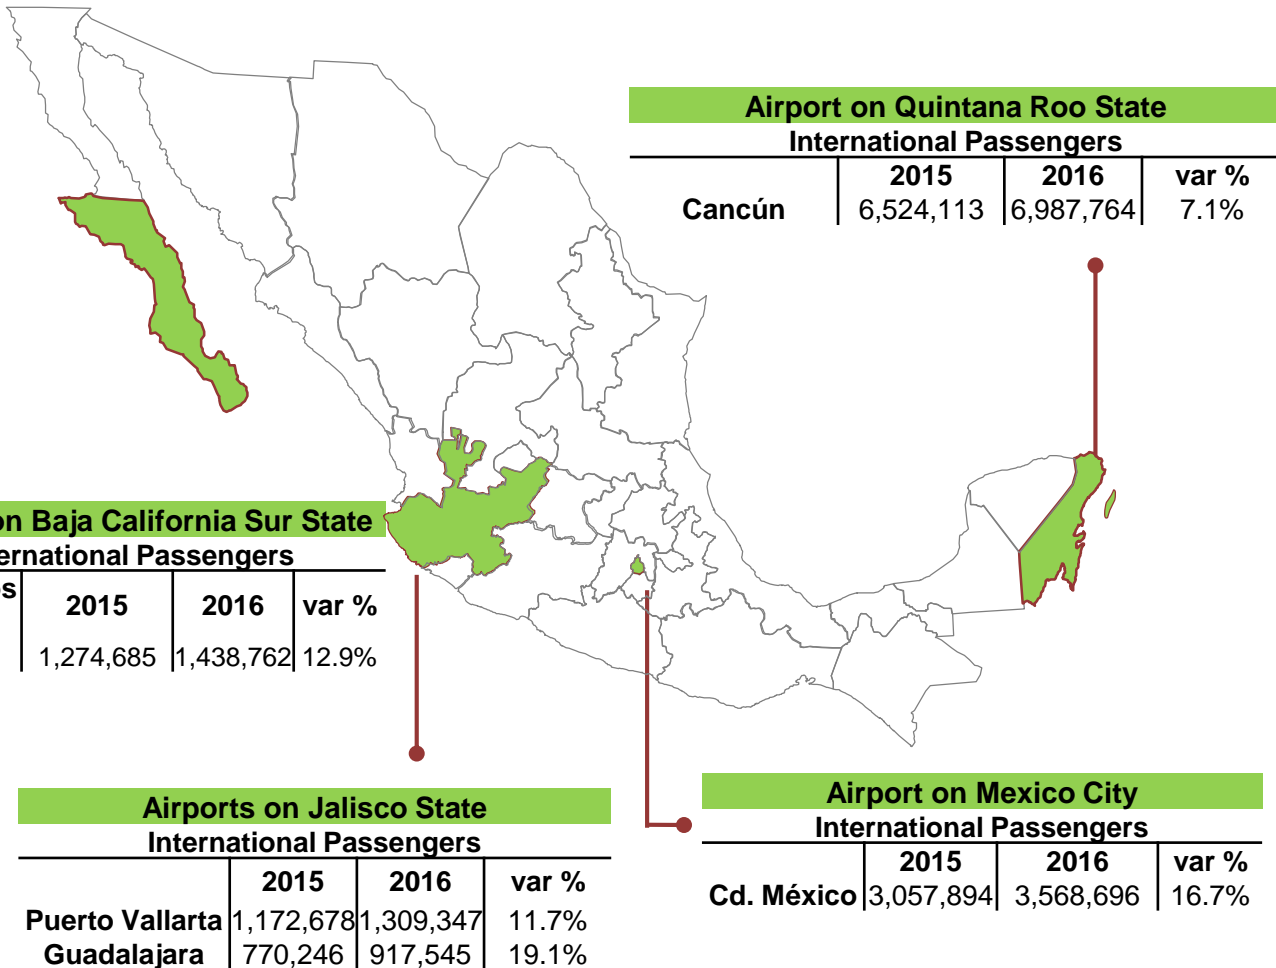 Airport on Quintana Roo State
International Passengers
2015 2016 var %
Cancún 6,524,113 6,987,764 7.1%
on Baja California Sur State
ernational Passengers
2015 2016 var %
1,274,685 1,438,762 12.9%
Airports on Jalisco State
International Passengers
2015 2016 var %
Puerto Vallarta 1,172,678 1,309,347 11.7%
Guadalajara 770,246 917,545 19.1%
Airport on Mexico City
International Passengers
2015 2016 var %
Cd. México 3,057,894 3,568,696 16.7%